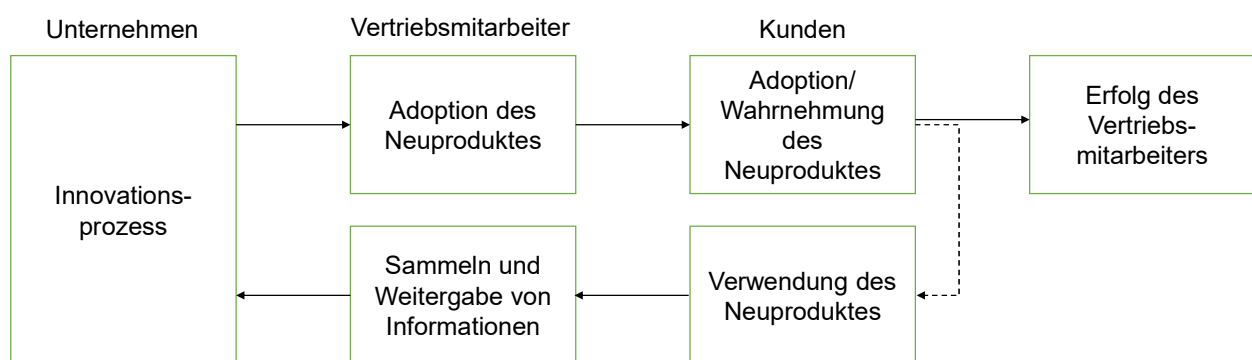 Unternehmen
Vertriebsmitarbeiter
Kunden
Innovations-
prozess
Adoption des
Neuproduktes
Adoption/
Wahrnehmung
des
Neuproduktes
Erfolg des
Vertriebs-
mitarbeiters
Sammeln und
Weitergabe von
Informationen
Verwendung des
Neuproduktes